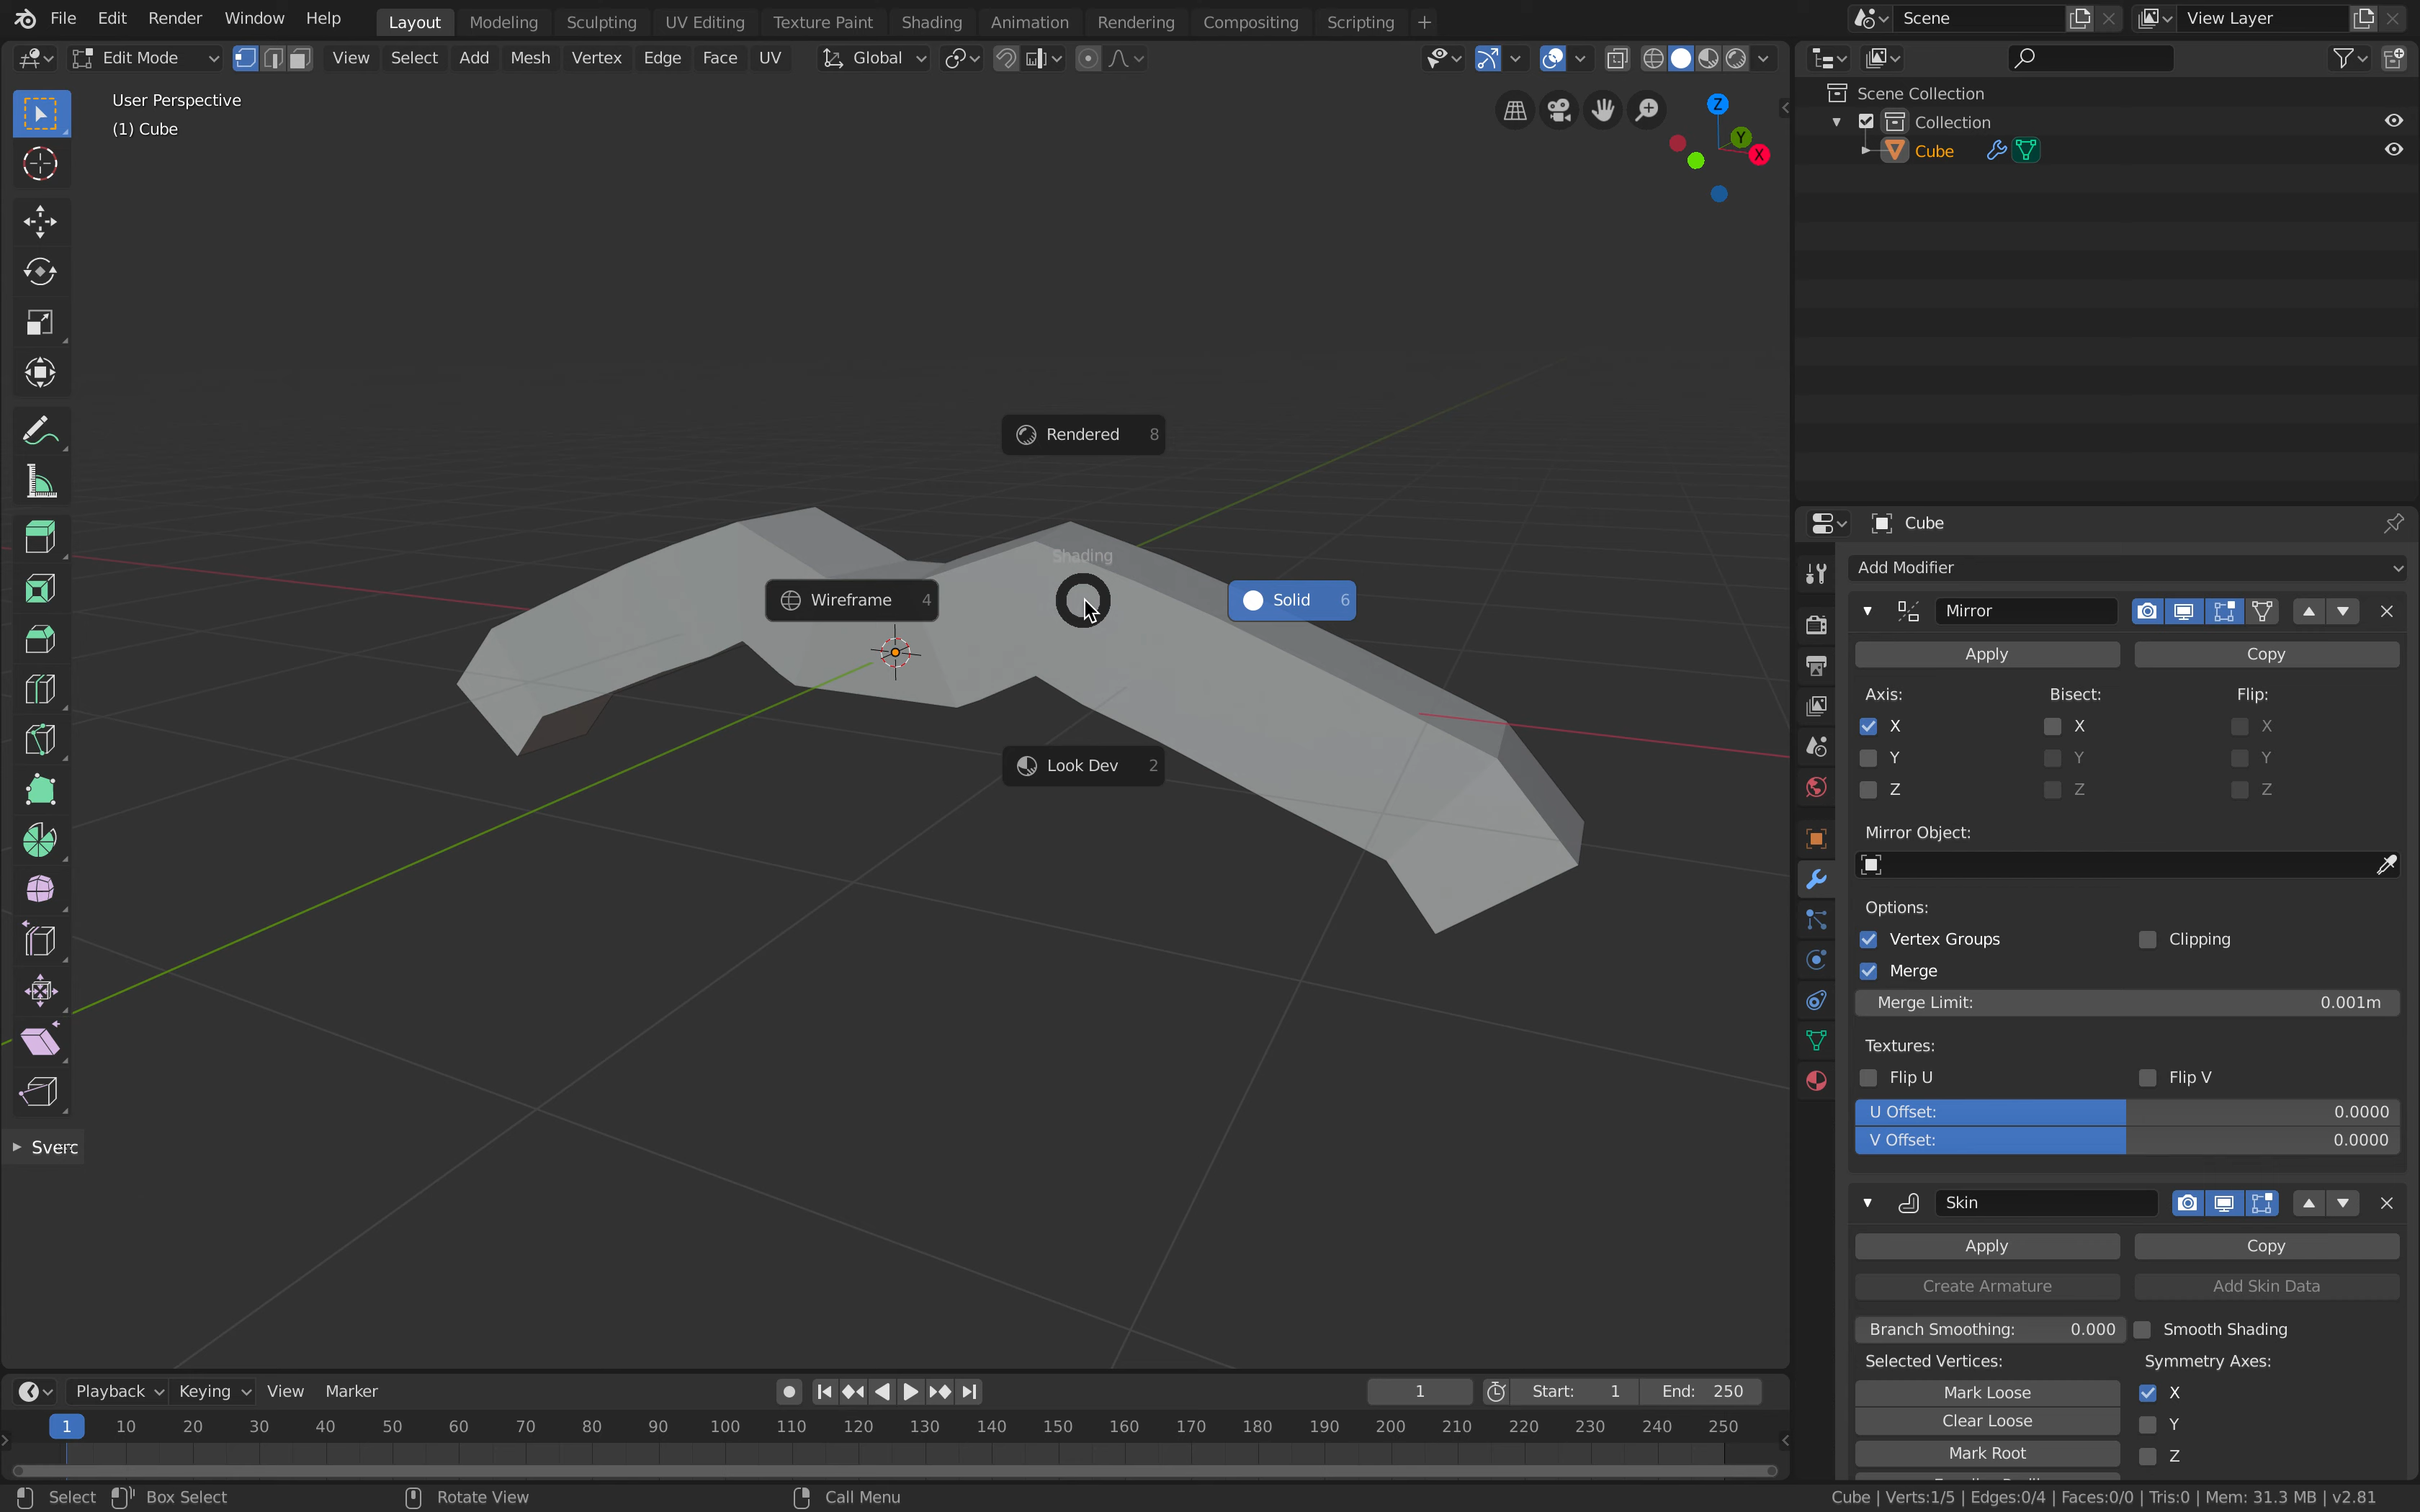 File Edit Render Window Help Layout Modeling Sculpting UV Editing Texture Paint Shading Animation Rendering Compositing Scripting + Scene View Layer
Edit Mode View Select Add Mesh Vertex Edge Face UV Global
User Perspective
(1) Cube
Z
Y
X
Scene Collection
Collection
Cube
Rendered 8
Shading
Wireframe 4
Solid 6
Look Dev 2
Sverc
Cube
Add Modifier
Mirror
Apply Copy
Axis: Bisect: Flip:
X X X
Y Y Y
Z Z Z
Mirror Object:
Options:
Vertex Groups Clipping
Merge
Merge Limit: 0.001m
Textures:
Flip U Flip V
U Offset: 0.0000
V Offset: 0.0000
Skin
Apply Copy
Create Armature Add Skin Data
Branch Smoothing: 0.000 Smooth Shading
Selected Vertices: Symmetry Axes:
Mark Loose X
Clear Loose Y
Mark Root Z
Playback Keying View Marker 1 Start: 1 End: 250
1 10 20 30 40 50 60 70 80 90 100 110 120 130 140 150 160 170 180 190 200 210 220 230 240 250
Select Box Select Rotate View Call Menu Cube | Verts:1/5 | Edges:0/4 | Faces:0/0 | Tris:0 | Mem: 31.3 MB | v2.81